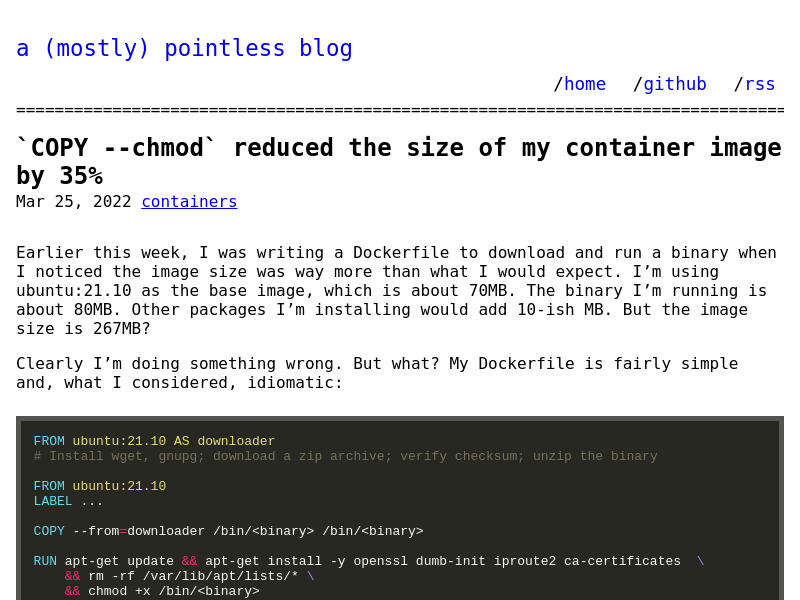 a (mostly) pointless blog
/home /github /rss
================================================================================
`COPY --chmod` reduced the size of my container image
by 35%
Mar 25, 2022 containers
Earlier this week, I was writing a Dockerfile to download and run a binary when
I noticed the image size was way more than what I would expect. I’m using
ubuntu:21.10 as the base image, which is about 70MB. The binary I’m running is
about 80MB. Other packages I’m installing would add 10-ish MB. But the image
size is 267MB?
Clearly I’m doing something wrong. But what? My Dockerfile is fairly simple
and, what I considered, idiomatic:
FROM ubuntu:21.10 AS downloader
# Install wget, gnupg; download a zip archive; verify checksum; unzip the binary
FROM ubuntu:21.10
LABEL ...
COPY --from=downloader /bin/<binary> /bin/<binary>
RUN apt-get update && apt-get install -y openssl dumb-init iproute2 ca-certificates  \
    && rm -rf /var/lib/apt/lists/* \
    && chmod +x /bin/<binary>